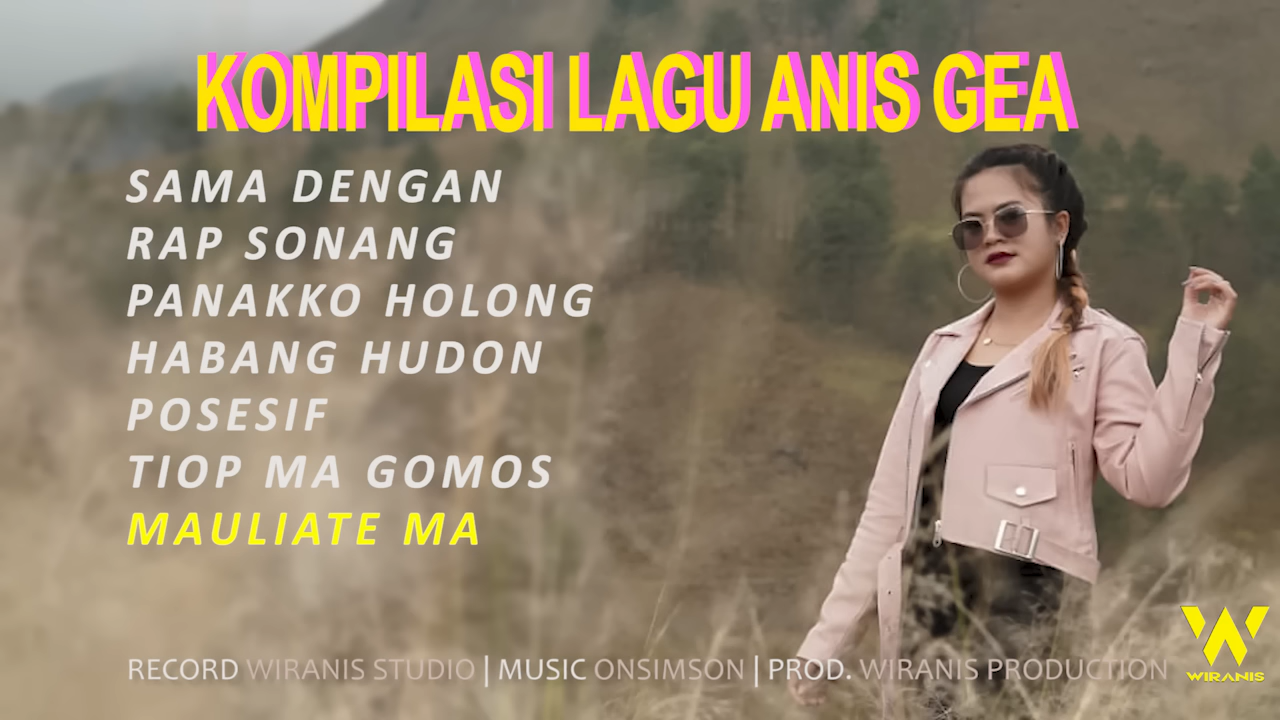 KOMPILASI LAGU ANIS GEA
SAMA DENGAN
RAP SONANG
PANAKKO HOLONG
HABANG HUDON
POSESIF
TIOP MA GOMOS
MAULIATE MA
RECORD WIRANIS STUDIO | MUSIC ONSIMSON | PROD. WIRANIS PRODUCTION
WIRANIS